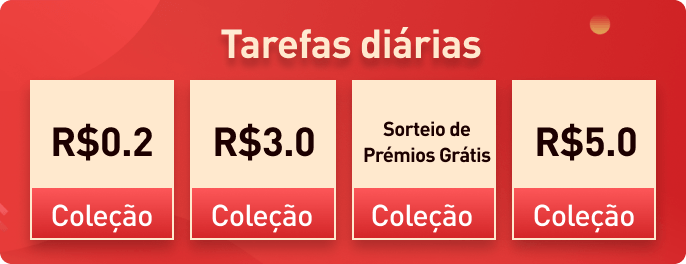 Tarefas diárias
R$0.2
R$3.0
Sorteio de
Prémios Grátis
R$5.0
Coleção
Coleção
Coleção
Coleção